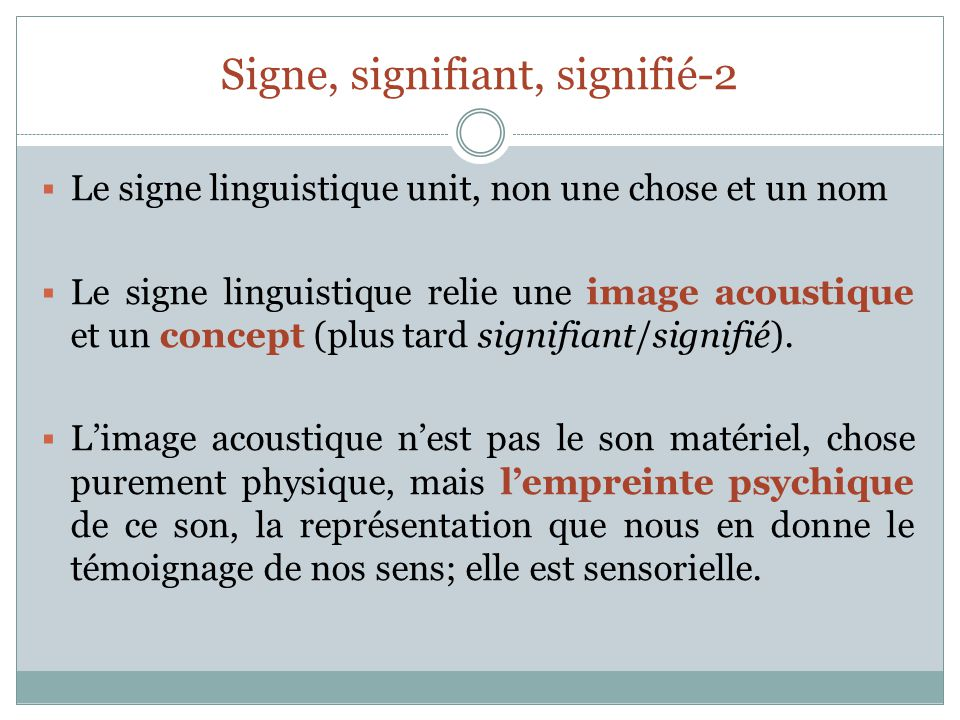 Signe, signifiant, signifié-2
▪ Le signe linguistique unit, non une chose et un nom
▪ Le signe linguistique relie une image acoustique
et un concept (plus tard signifiant/signifié).
▪ L’image acoustique n’est pas le son matériel, chose
purement physique, mais l’empreinte psychique
de ce son, la représentation que nous en donne le
témoignage de nos sens; elle est sensorielle.